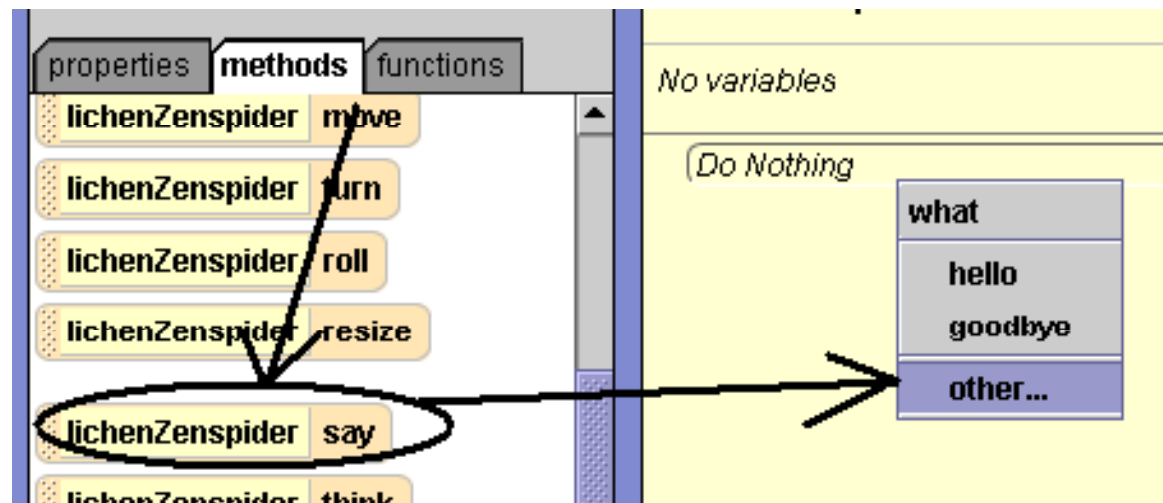 properties methods functions
lichenZenspider move
lichenZenspider turn
lichenZenspider roll
lichenZenspider resize
lichenZenspider say
lichenZenspider think
No variables
Do Nothing
what
hello
goodbye
other...